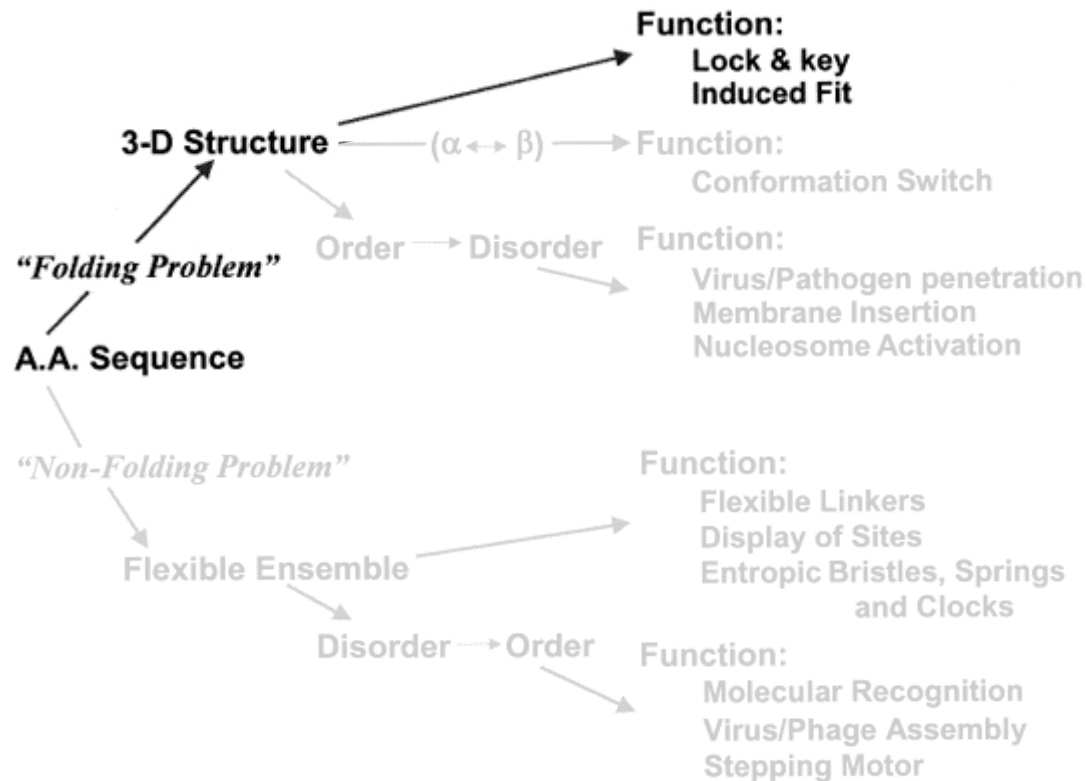 Function:
Lock & key
Induced Fit
3-D Structure
(α↔β)
Function:
Conformation Switch
Order
Disorder
Function:
Virus/Pathogen penetration
Membrane Insertion
Nucleosome Activation
“Folding Problem”
A.A. Sequence
“Non-Folding Problem”
Function:
Flexible Linkers
Display of Sites
Entropic Bristles, Springs
and Clocks
Flexible Ensemble
Disorder
Order
Function:
Molecular Recognition
Virus/Phage Assembly
Stepping Motor